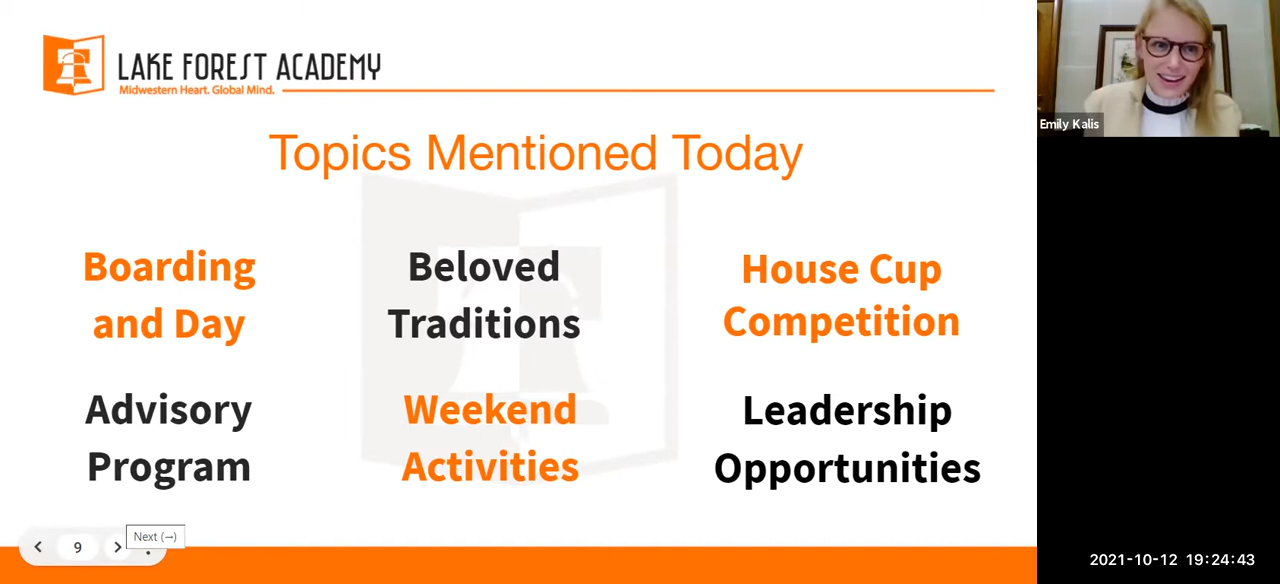 LAKE FOREST ACADEMY
Midwestern Heart. Global Mind.
Emily Kalis
Topics Mentioned Today
Boarding
and Day
Beloved
Traditions
House Cup
Competition
Advisory
Program
Weekend
Activities
Leadership
Opportunities
Next (→)
9
2021-10-12 19:24:43